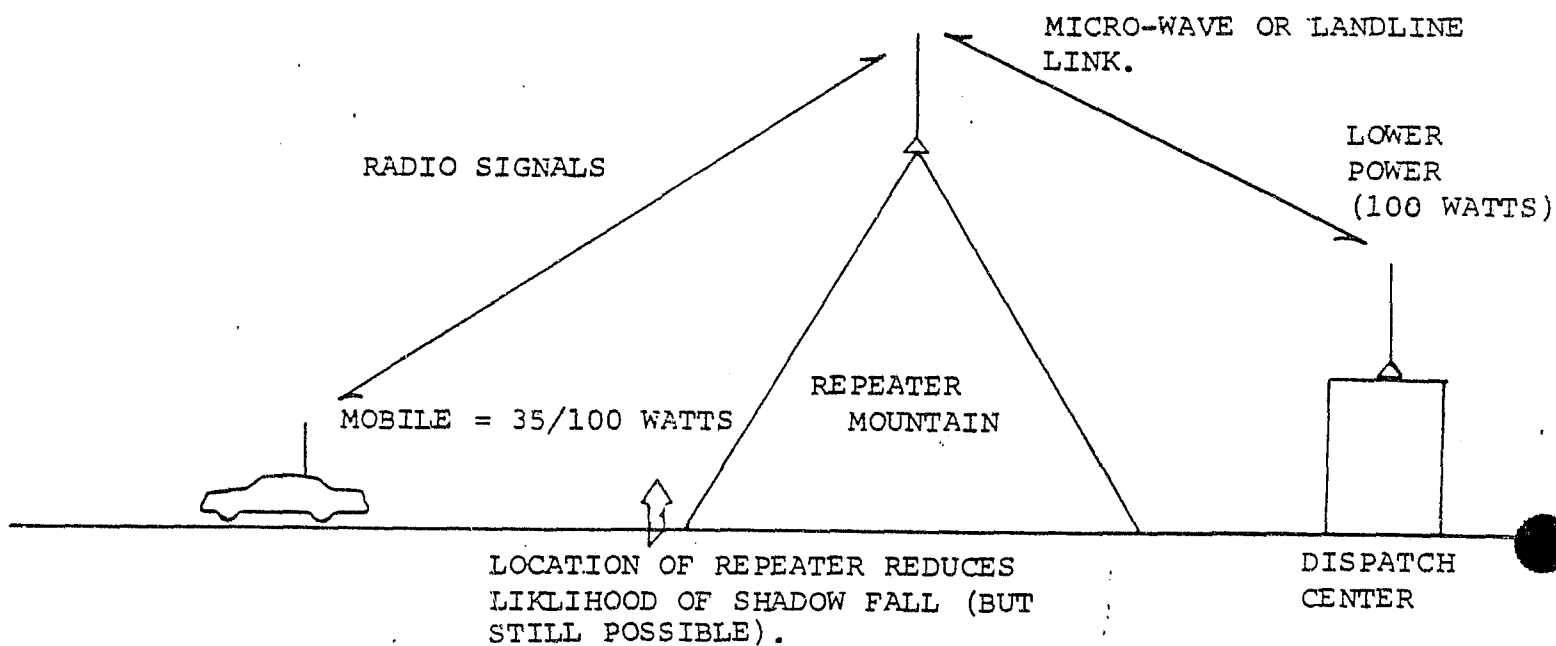 MICRO-WAVE OR LANDLINE
LINK.
LOWER
POWER
(100 WATTS)
RADIO SIGNALS
REPEATER
MOUNTAIN
MOBILE = 35/100 WATTS
LOCATION OF REPEATER REDUCES
LIKLIHOOD OF SHADOW FALL (BUT
STILL POSSIBLE).
DISPATCH
CENTER